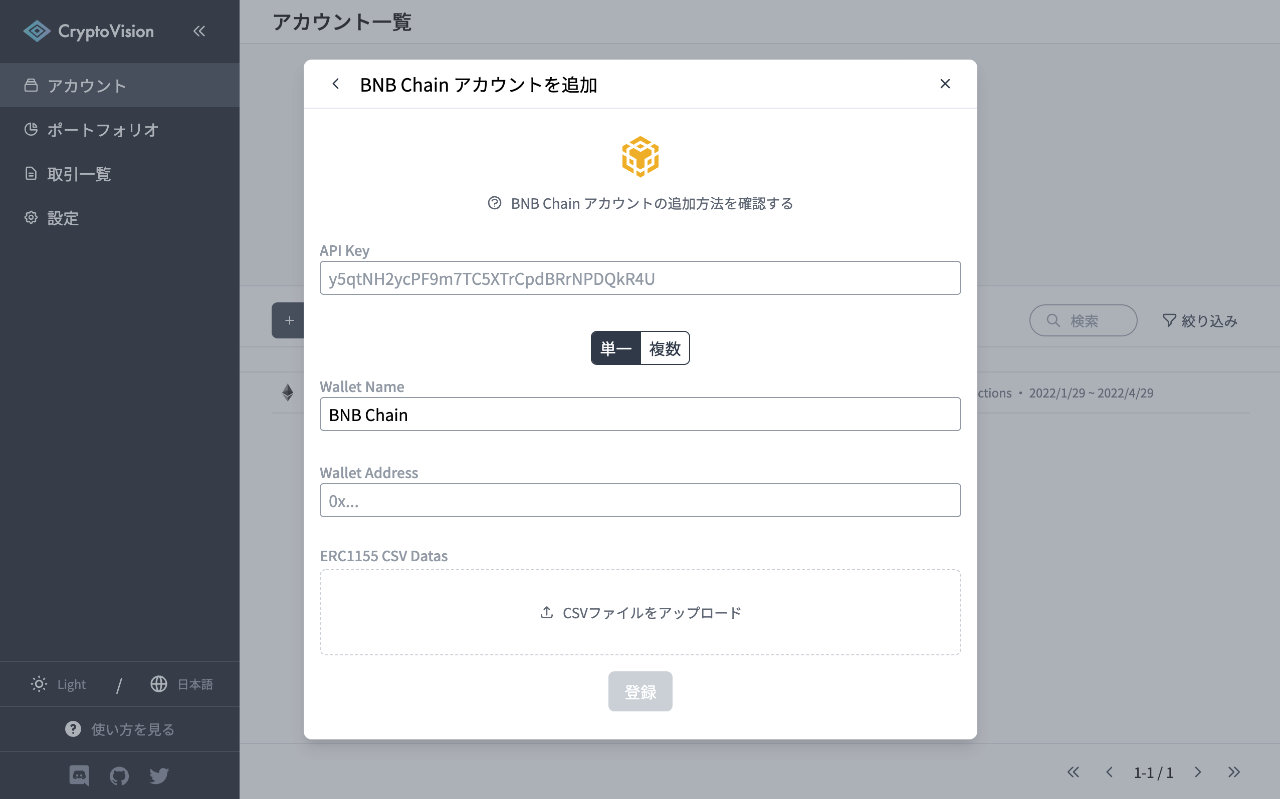 CryptoVision
アカウント
ポートフォリオ
取引一覧
設定
Light / 日本語
使い方を見る
アカウント一覧
BNB Chain アカウントを追加
BNB Chain アカウントの追加方法を確認する
API Key
y5qtNH2ycPF9m7TC5XTrCpdBRrNPDQkR4U
単一 複数
Wallet Name
BNB Chain
Wallet Address
0x...
ERC1155 CSV Datas
CSVファイルをアップロード
登録
+
検索
絞り込み
ctions・2022/1/29 ~ 2022/4/29
1-1 / 1